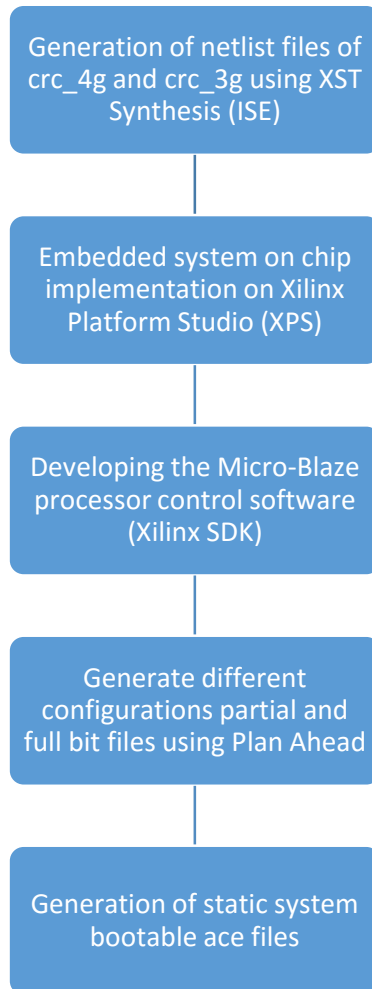 Generation of netlist files of
crc_4g and crc_3g using XST
Synthesis (ISE)
Embedded system on chip
implementation on Xilinx
Platform Studio (XPS)
Developing the Micro-Blaze
processor control software
(Xilinx SDK)
Generate different
configurations partial and
full bit files using Plan Ahead
Generation of static system
bootable ace files